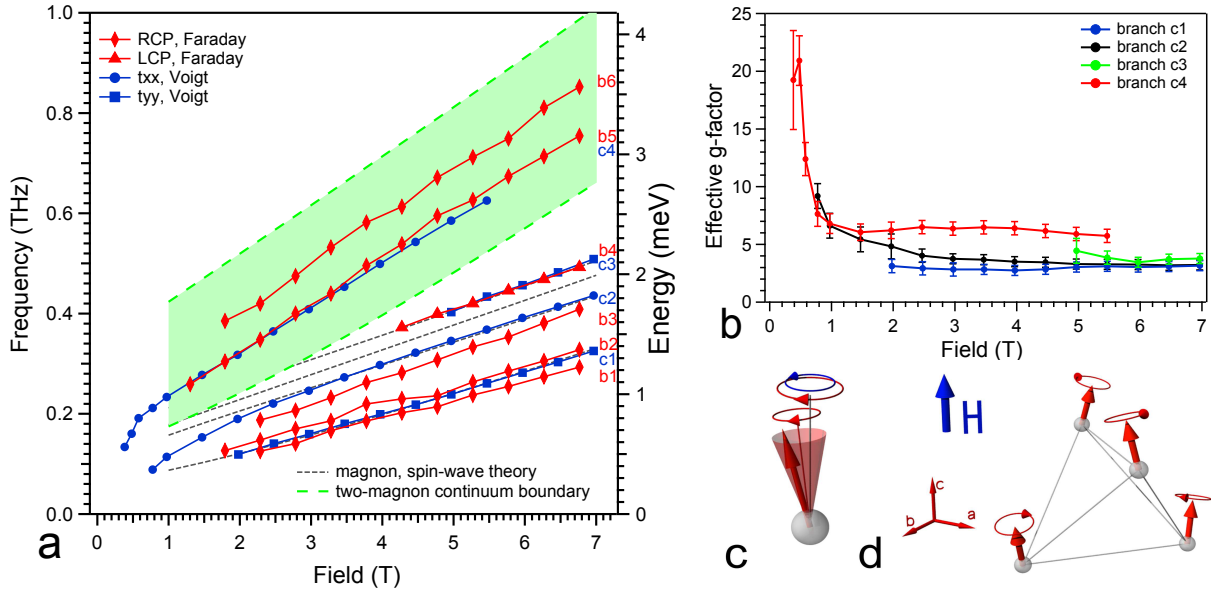 1.0
0.8
0.6
0.4
0.2
0.0
Frequency (THz)
RCP, Faraday
LCP, Faraday
txx, Voigt
tyy, Voigt
b6
b5
c4
b4
c3
c2
b3
b2
c1
b1
magnon, spin-wave theory
two-magnon continuum boundary
4
3
2
1
0
Energy (meV)
0 1 2 3 4 5 6 7
Field (T)
a
25
20
15
10
5
0
Effective g-factor
branch c1
branch c2
branch c3
branch c4
0 1 2 3 4 5 6 7
Field (T)
b
H
c
b
a
c
d